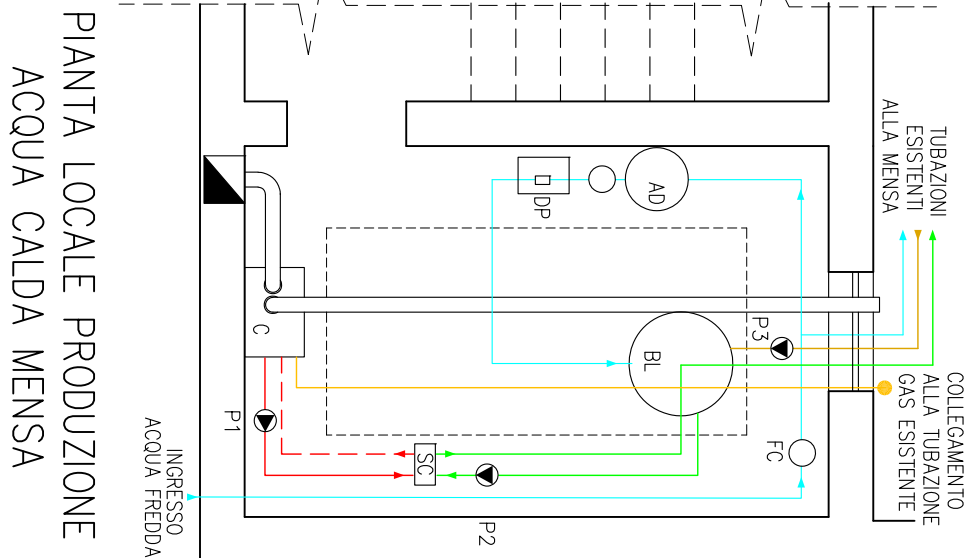 PIANTA LOCALE PRODUZIONE
ACQUA CALDA MENSA
TUBAZIONI
ESISTENTI
ALLA MENSA
AD
DP
C
P3
BL
COLLEGAMENTO
ALLA TUBAZIONE
GAS ESISTENTE
P1
SC
FC
INGRESSO
ACQUA FREDDA
P2